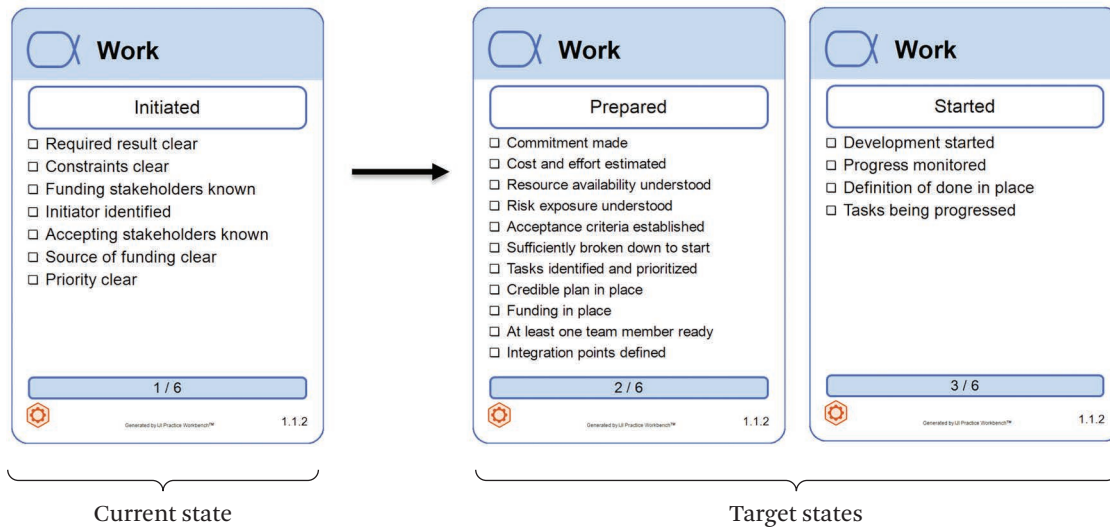 Work
Initiated
☐ Required result clear
☐ Constraints clear
☐ Funding stakeholders known
☐ Initiator identified
☐ Accepting stakeholders known
☐ Source of funding clear
☐ Priority clear
1 / 6
Generated by UI Practice Workbench™
1.1.2
Current state
Work
Prepared
☐ Commitment made
☐ Cost and effort estimated
☐ Resource availability understood
☐ Risk exposure understood
☐ Acceptance criteria established
☐ Sufficiently broken down to start
☐ Tasks identified and prioritized
☐ Credible plan in place
☐ Funding in place
☐ At least one team member ready
☐ Integration points defined
2 / 6
Generated by UI Practice Workbench™
1.1.2
Work
Started
☐ Development started
☐ Progress monitored
☐ Definition of done in place
☐ Tasks being progressed
3 / 6
Generated by UI Practice Workbench™
1.1.2
Target states